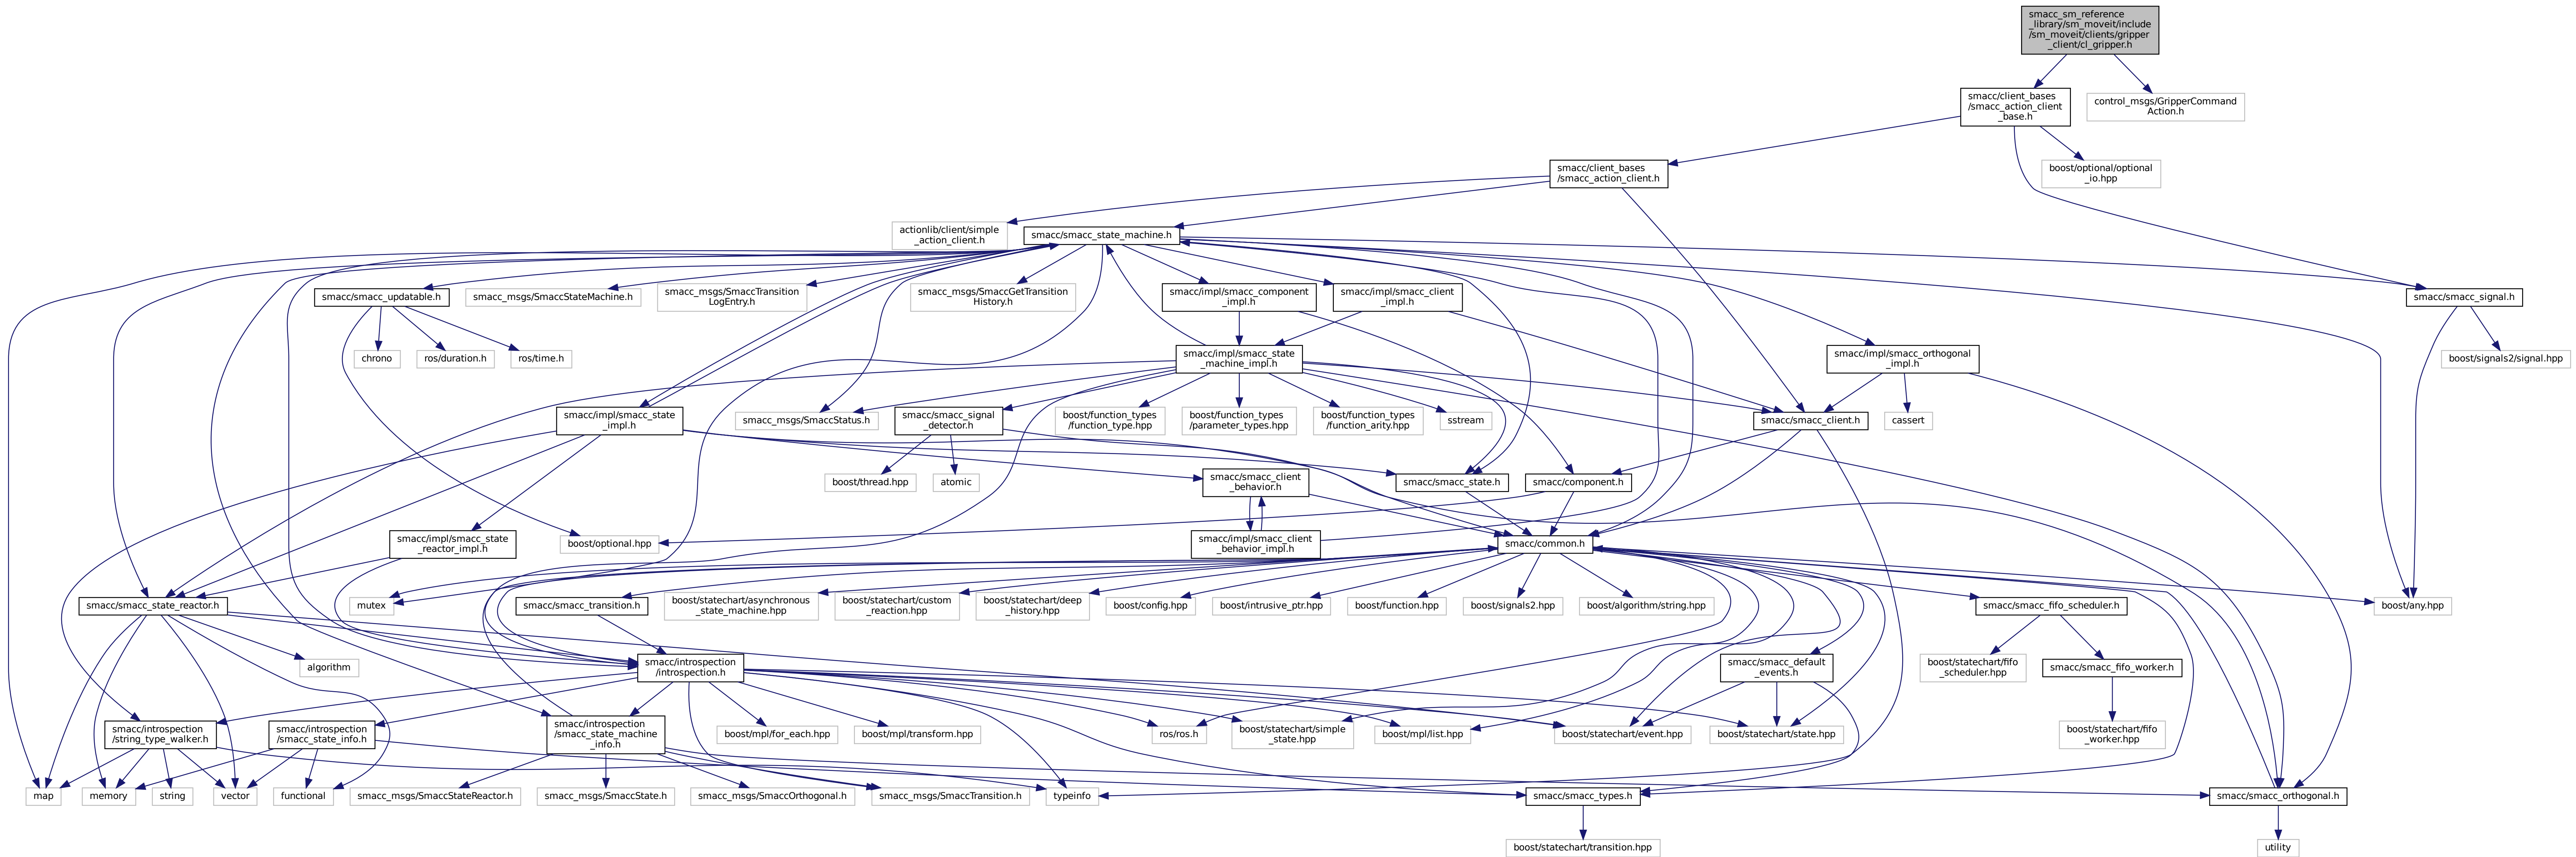 smacc_sm_reference
_library/sm_moveit/include
/sm_moveit/clients/gripper
_client/cl_gripper.h
smacc/client_bases
/smacc_action_client
_base.h
control_msgs/GripperCommand
Action.h
smacc/client_bases
/smacc_action_client.h
boost/optional/optional
_io.hpp
actionlib/client/simple
_action_client.h
smacc/smacc_state_machine.h
smacc/smacc_updatable.h
smacc_msgs/SmaccStateMachine.h
smacc_msgs/SmaccTransition
LogEntry.h
smacc_msgs/SmaccGetTransition
History.h
smacc/impl/smacc_component
_impl.h
smacc/impl/smacc_client
_impl.h
smacc/smacc_signal.h
chrono
ros/duration.h
ros/time.h
smacc/impl/smacc_state
_machine_impl.h
smacc/impl/smacc_orthogonal
_impl.h
boost/signals2/signal.hpp
smacc/impl/smacc_state
_impl.h
smacc_msgs/SmaccStatus.h
smacc/smacc_signal
_detector.h
boost/function_types
/function_type.hpp
boost/function_types
/parameter_types.hpp
boost/function_types
/function_arity.hpp
sstream
smacc/smacc_client.h
cassert
boost/thread.hpp
atomic
smacc/smacc_client
_behavior.h
smacc/smacc_state.h
smacc/component.h
smacc/impl/smacc_state
_reactor_impl.h
boost/optional.hpp
smacc/impl/smacc_client
_behavior_impl.h
smacc/common.h
smacc/smacc_state_reactor.h
mutex
smacc/smacc_transition.h
boost/statechart/asynchronous
_state_machine.hpp
boost/statechart/custom
_reaction.hpp
boost/statechart/deep
_history.hpp
boost/config.hpp
boost/intrusive_ptr.hpp
boost/function.hpp
boost/signals2.hpp
boost/algorithm/string.hpp
smacc/smacc_fifo_scheduler.h
boost/any.hpp
algorithm
smacc/introspection
/introspection.h
smacc/smacc_default
_events.h
boost/statechart/fifo
_scheduler.hpp
smacc/smacc_fifo_worker.h
smacc/introspection
/string_type_walker.h
smacc/introspection
/smacc_state_info.h
smacc/introspection
/smacc_state_machine
_info.h
boost/mpl/for_each.hpp
boost/mpl/transform.hpp
ros/ros.h
boost/statechart/simple
_state.hpp
boost/mpl/list.hpp
boost/statechart/event.hpp
boost/statechart/state.hpp
boost/statechart/fifo
_worker.hpp
map
memory
string
vector
functional
smacc_msgs/SmaccStateReactor.h
smacc_msgs/SmaccState.h
smacc_msgs/SmaccOrthogonal.h
smacc_msgs/SmaccTransition.h
typeinfo
smacc/smacc_types.h
smacc/smacc_orthogonal.h
boost/statechart/transition.hpp
utility